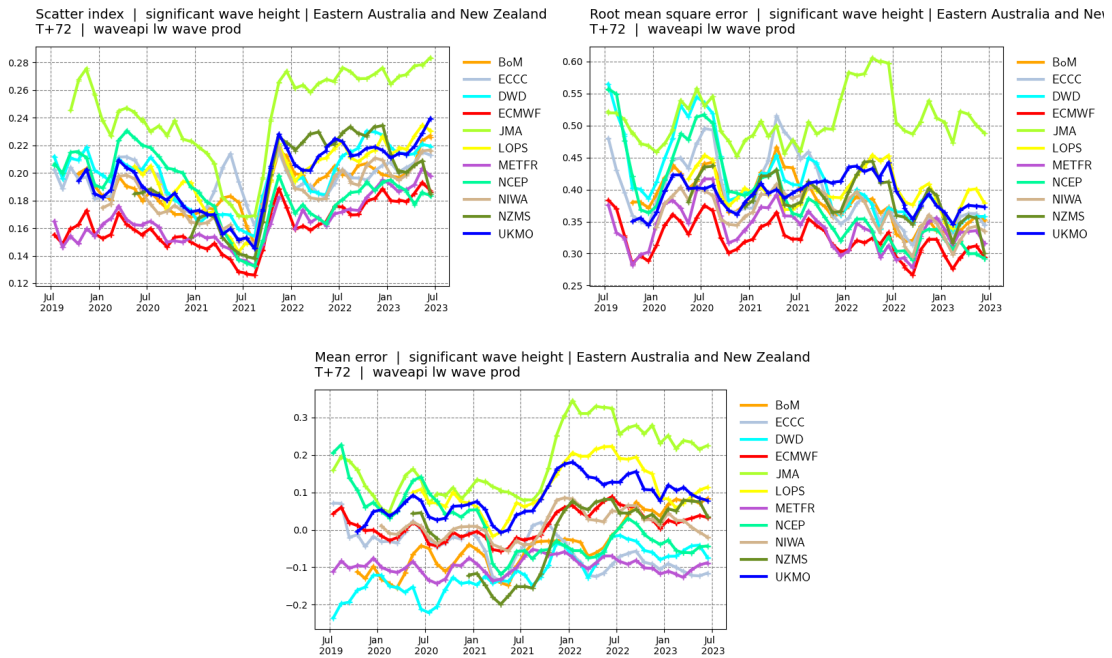 Scatter index | significant wave height | Eastern Australia and New Zealand
T+72 | waveapi lw wave prod
0.28
0.26
0.24
0.22
0.20
0.18
0.16
0.14
0.12
Jul 2019
Jan 2020
Jul 2020
Jan 2021
Jul 2021
Jan 2022
Jul 2022
Jan 2023
Jul 2023
BoM
ECCC
DWD
ECMWF
JMA
LOPS
METFR
NCEP
NIWA
NZMS
UKMO
Root mean square error | significant wave height | Eastern Australia and Nev
T+72 | waveapi lw wave prod
0.60
0.55
0.50
0.45
0.40
0.35
0.30
0.25
Jul 2019
Jan 2020
Jul 2020
Jan 2021
Jul 2021
Jan 2022
Jul 2022
Jan 2023
Jul 2023
BoM
ECCC
DWD
ECMWF
JMA
LOPS
METFR
NCEP
NIWA
NZMS
UKMO
Mean error | significant wave height | Eastern Australia and New Zealand
T+72 | waveapi lw wave prod
0.3
0.2
0.1
0.0
−0.1
−0.2
Jul 2019
Jan 2020
Jul 2020
Jan 2021
Jul 2021
Jan 2022
Jul 2022
Jan 2023
Jul 2023
BoM
ECCC
DWD
ECMWF
JMA
LOPS
METFR
NCEP
NIWA
NZMS
UKMO